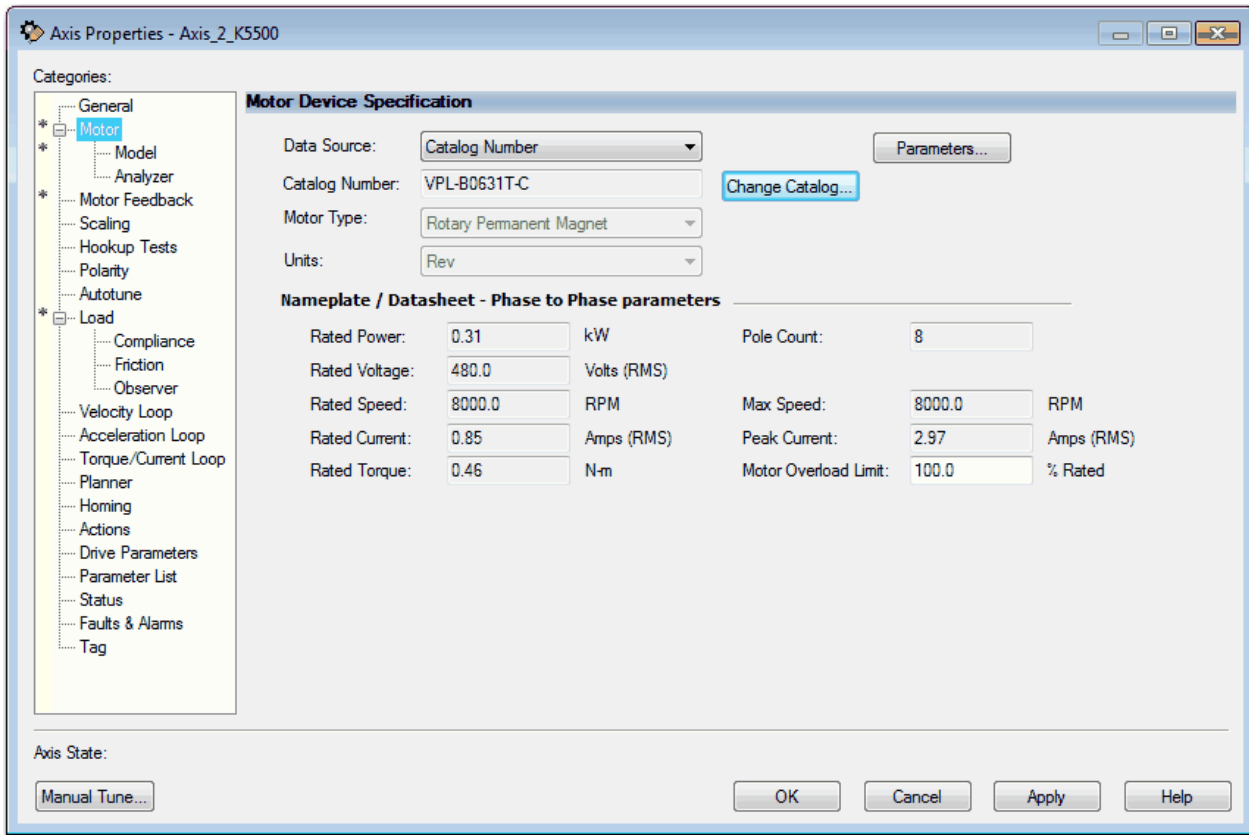 Axis Properties - Axis_2_K5500
Categories:
General
* Motor
* Model
Analyzer
* Motor Feedback
Scaling
Hookup Tests
Polarity
Autotune
* Load
Compliance
Friction
Observer
Velocity Loop
Acceleration Loop
Torque/Current Loop
Planner
Homing
Actions
Drive Parameters
Parameter List
Status
Faults & Alarms
Tag
Motor Device Specification
Data Source: Catalog Number Parameters...
Catalog Number: VPL-B0631T-C Change Catalog...
Motor Type: Rotary Permanent Magnet
Units: Rev
Nameplate / Datasheet - Phase to Phase parameters
Rated Power: 0.31 kW Pole Count: 8
Rated Voltage: 480.0 Volts (RMS)
Rated Speed: 8000.0 RPM Max Speed: 8000.0 RPM
Rated Current: 0.85 Amps (RMS) Peak Current: 2.97 Amps (RMS)
Rated Torque: 0.46 N-m Motor Overload Limit: 100.0 % Rated
Axis State:
Manual Tune... OK Cancel Apply Help